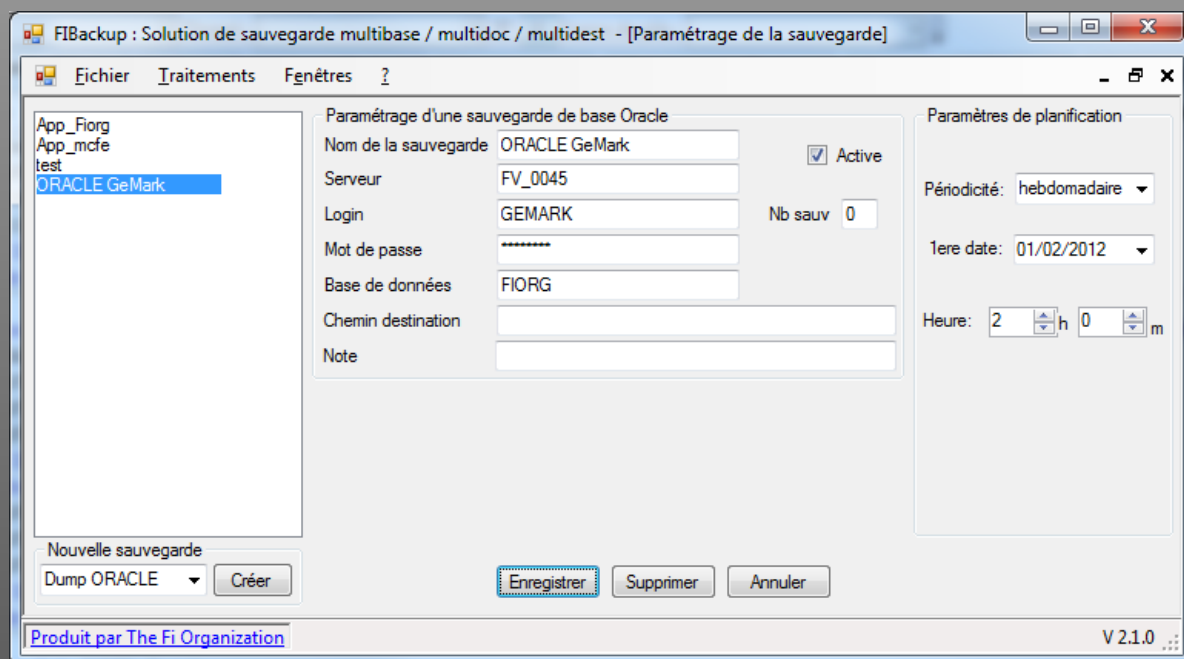 FIBackup : Solution de sauvegarde multibase / multidoc / multidest - [Paramétrage de la sauvegarde]
Fichier Traitements Fenêtres ?
App_Fiorg
App_mcfe
test
ORACLE GeMark
Paramétrage d'une sauvegarde de base Oracle
Nom de la sauvegarde ORACLE GeMark
Active
Serveur FV_0045
Login GEMARK
Nb sauv 0
Mot de passe ********
Base de données FIORG
Chemin destination
Note
Paramètres de planification
Périodicité: hebdomadaire
1ere date: 01/02/2012
Heure: 2 h 0 m
Nouvelle sauvegarde
Dump ORACLE Créer
Enregistrer Supprimer Annuler
Produit par The Fi Organization
V 2.1.0